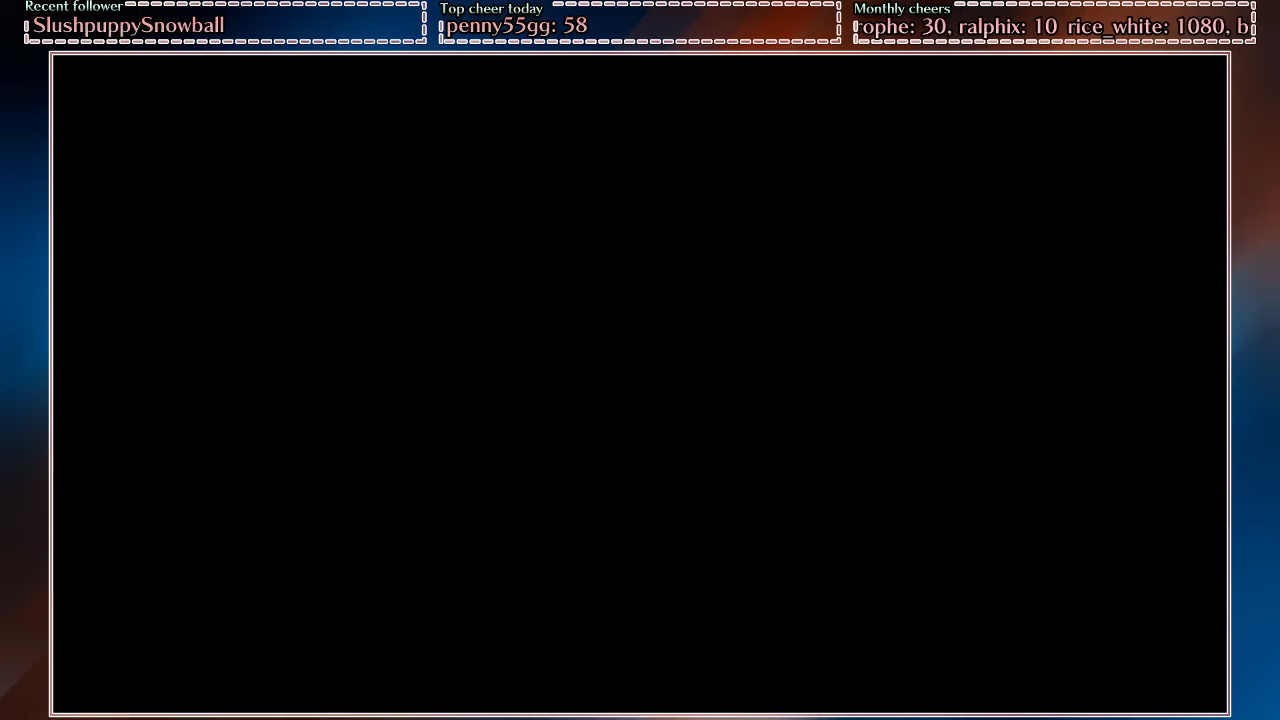 Recent follower
SlushpuppySnowball
Top cheer today
penny55gg: 58
Monthly cheers
ophe: 30, ralphix: 10 rice_white: 1080, b